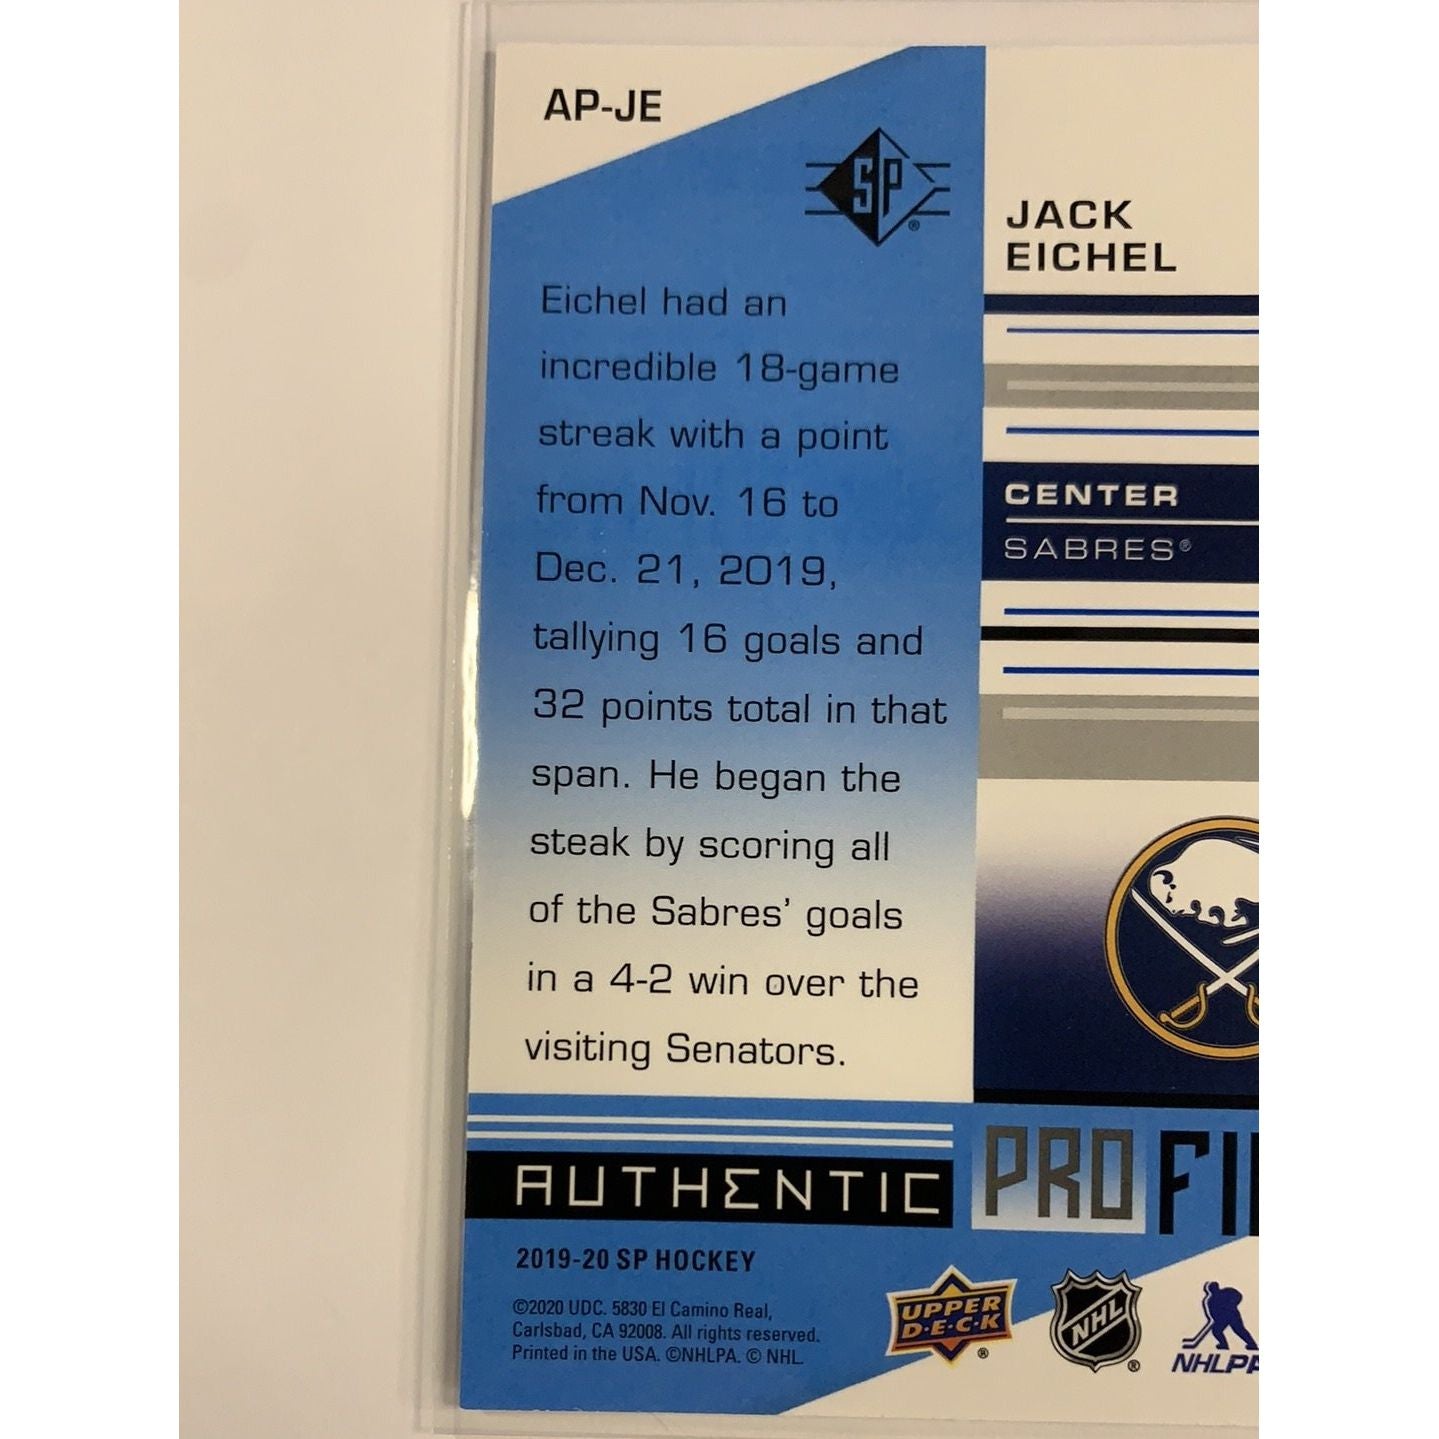 AP-JE
SP®
JACK
EICHEL
Eichel had an
incredible 18-game
streak with a point
from Nov. 16 to
Dec. 21, 2019,
tallying 16 goals and
32 points total in that
span. He began the
steak by scoring all
of the Sabres' goals
in a 4-2 win over the
visiting Senators.
CENTER
SABRES®
AUTHENTIC PROFI
2019-20 SP HOCKEY
©2020 UDC. 5830 El Camino Real,
Carlsbad, CA 92008. All rights reserved.
Printed in the USA. ©NHLPA. © NHL.
UPPER
D·E·C·K
®
NHL
®
NHLPA